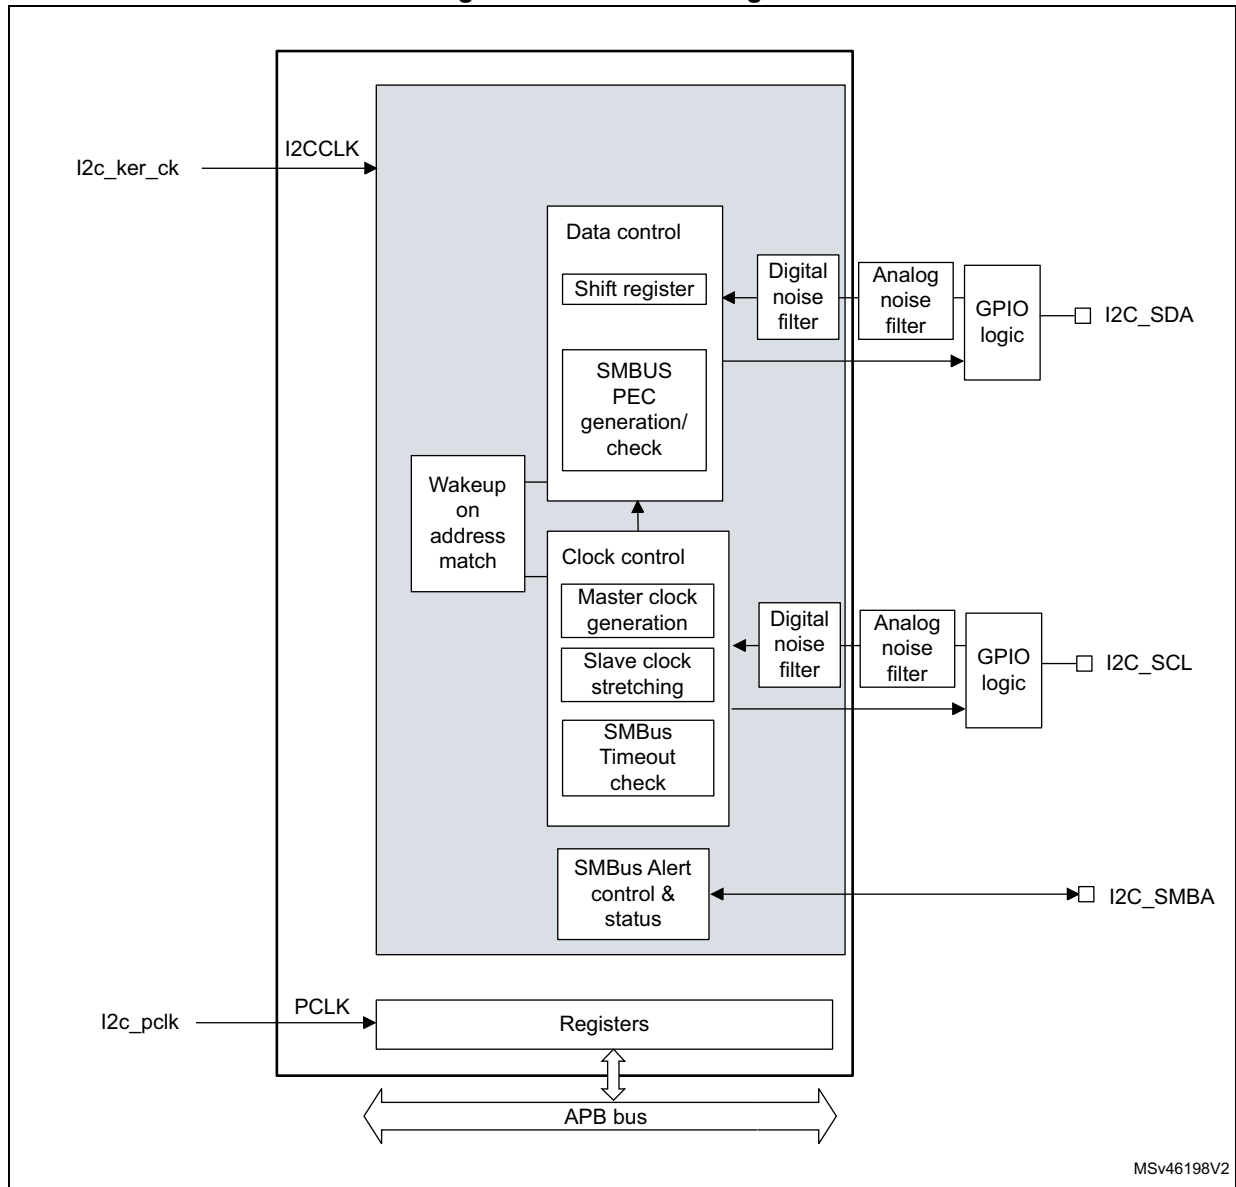 I2CCLK
I2c_ker_ck
Data control
Shift register
Digital
noise
filter
Analog
noise
filter
GPIO
logic
I2C_SDA
SMBUS
PEC
generation/
check
Wakeup
on
address
match
Clock control
Master clock
generation
Slave clock
stretching
SMBus
Timeout
check
Digital
noise
filter
Analog
noise
filter
GPIO
logic
I2C_SCL
SMBus Alert
control &
status
I2C_SMBA
PCLK
I2c_pclk
Registers
APB bus
MSv46198V2